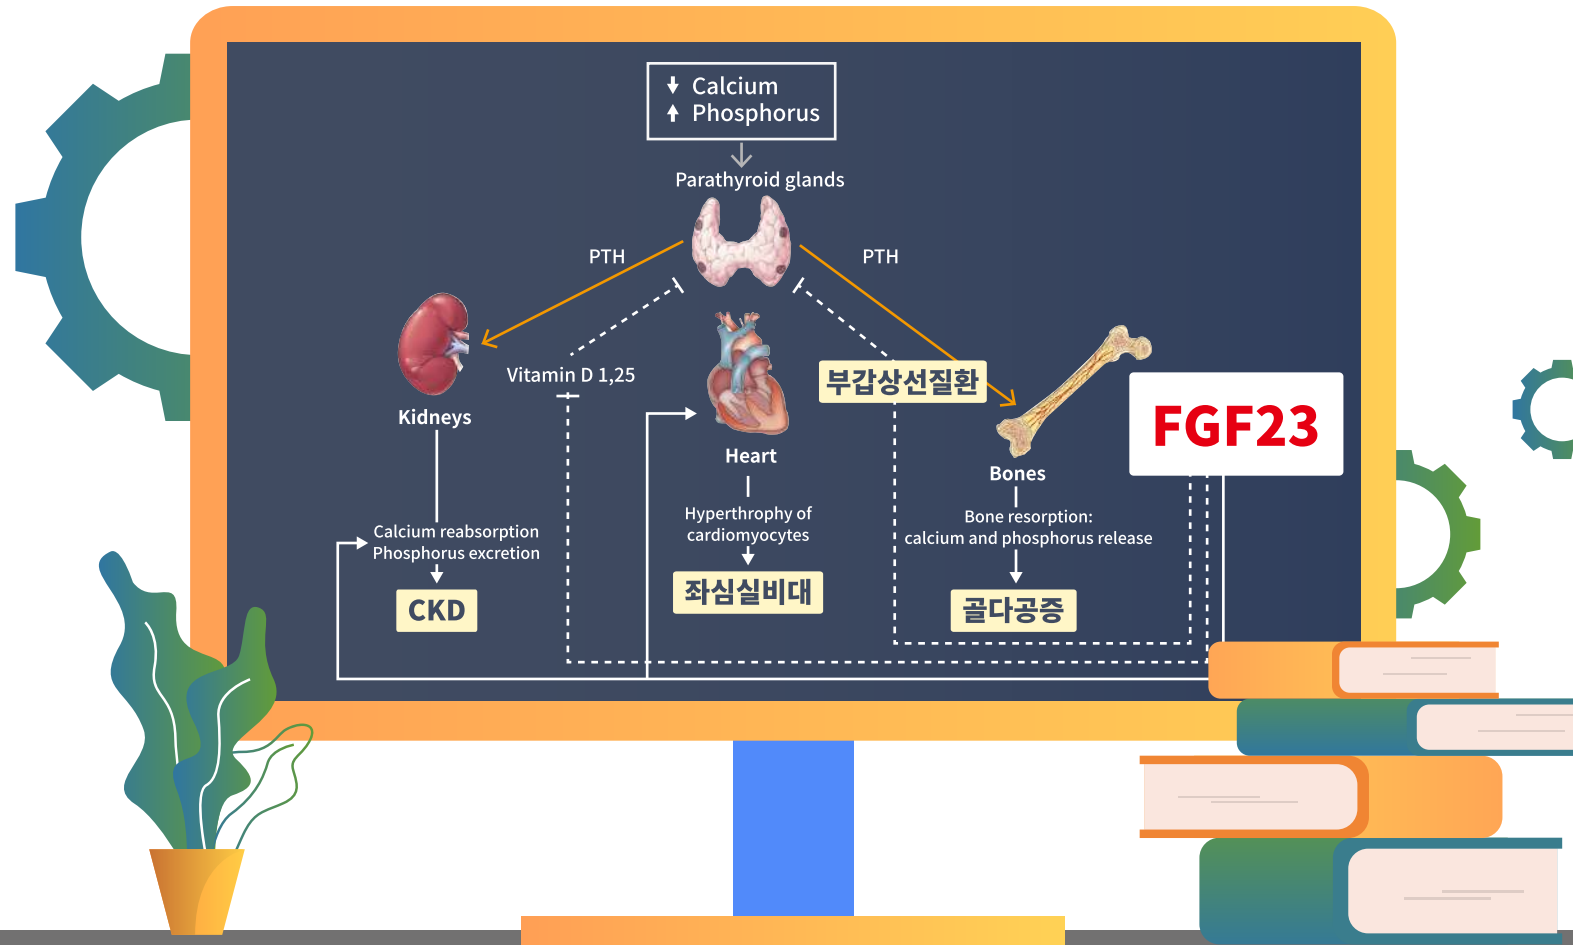 Calcium
Phosphorus
Parathyroid glands
PTH
PTH
Vitamin D 1,25
부갑상선질환
FGF23
Kidneys
Heart
Bones
Calcium reabsorption
Phosphorus excretion
Hyperthrophy of
cardiomyocytes
Bone resorption:
calcium and phosphorus release
CKD
좌심실비대
골다공증